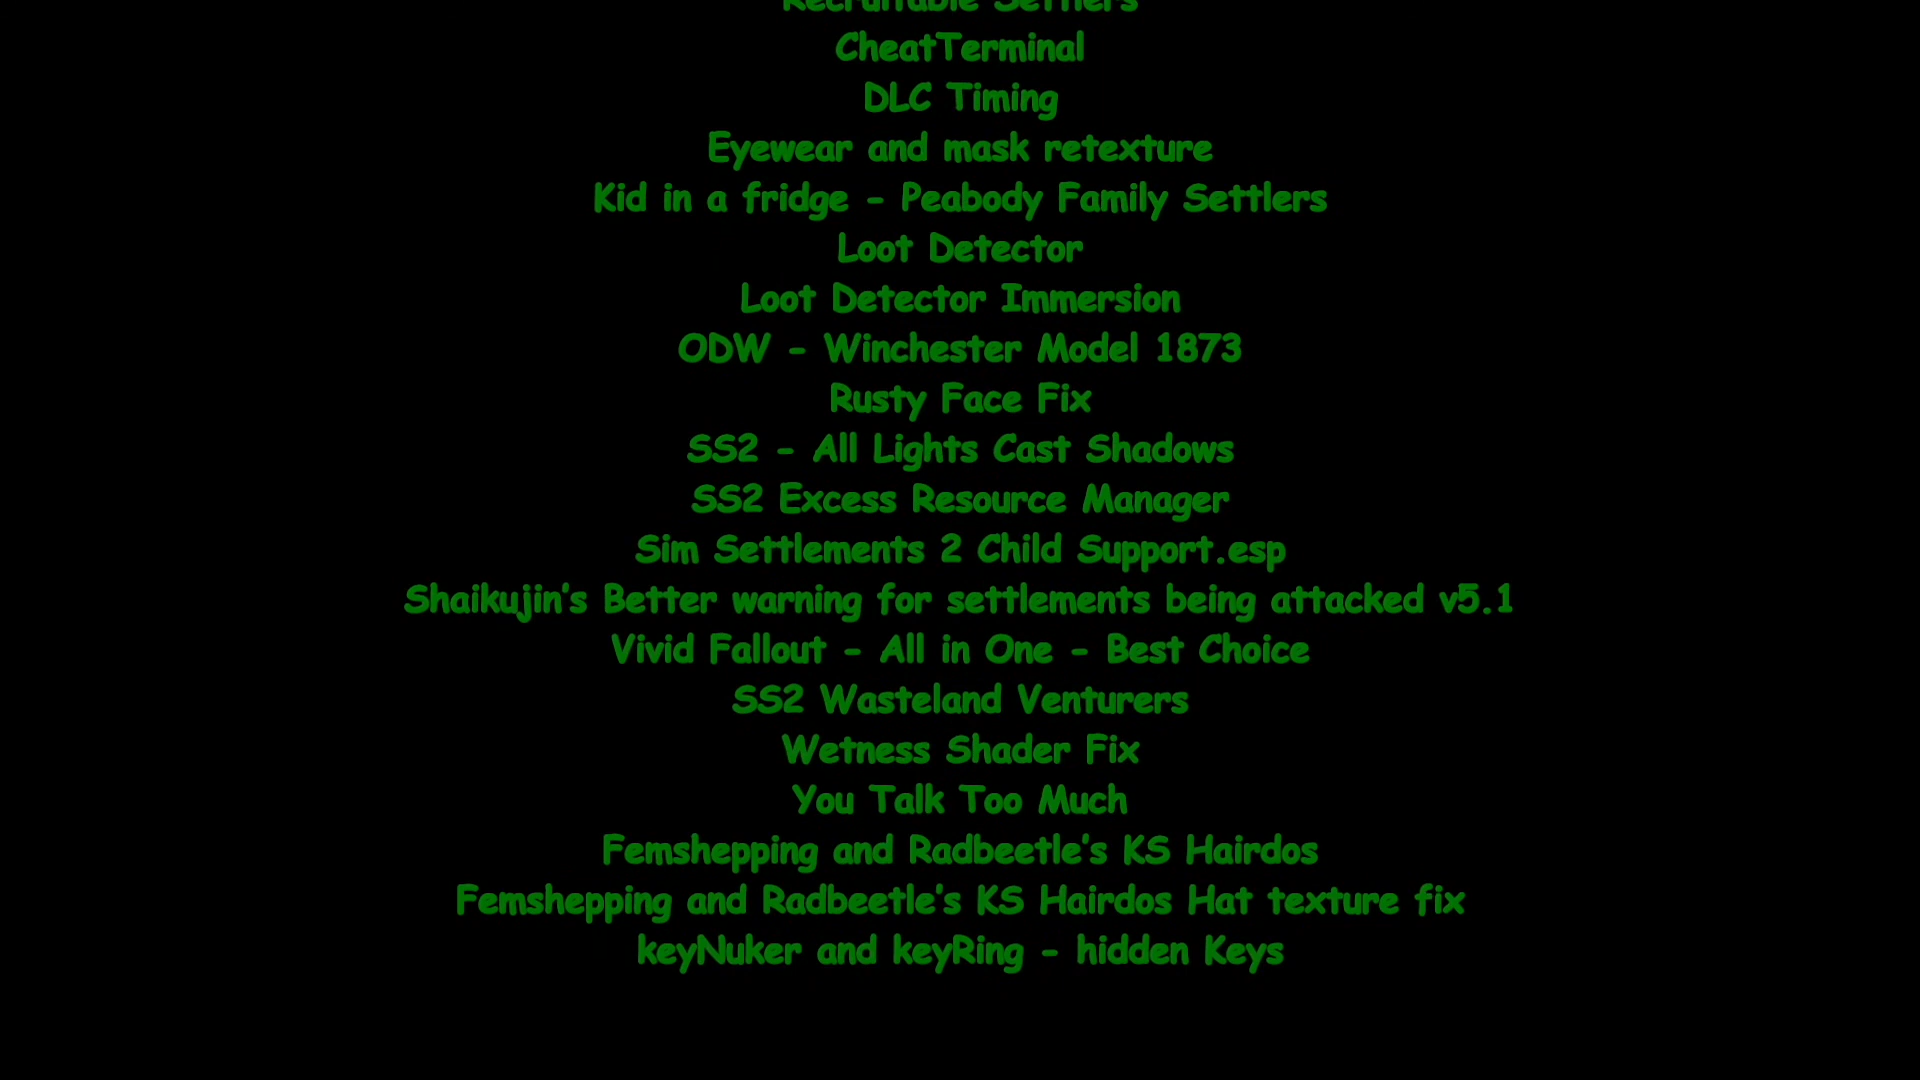 Recruitable Settlers
CheatTerminal
DLC Timing
Eyewear and mask retexture
Kid in a fridge - Peabody Family Settlers
Loot Detector
Loot Detector Immersion
ODW - Winchester Model 1873
Rusty Face Fix
SS2 - All Lights Cast Shadows
SS2 Excess Resource Manager
Sim Settlements 2 Child Support.esp
Shaikujin's Better warning for settlements being attacked v5.1
Vivid Fallout - All in One - Best Choice
SS2 Wasteland Venturers
Wetness Shader Fix
You Talk Too Much
Femshepping and Radbeetle's KS Hairdos
Femshepping and Radbeetle's KS Hairdos Hat texture fix
keyNuker and keyRing - hidden Keys